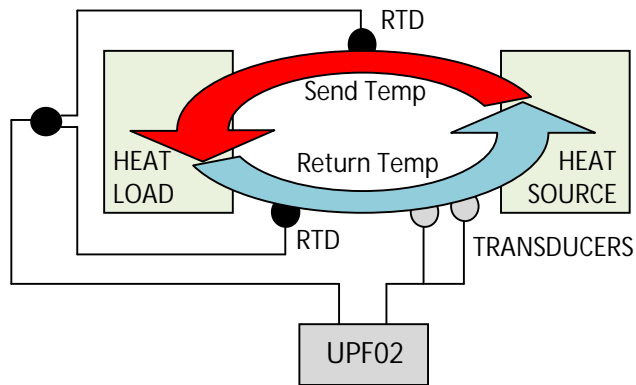 RTD
Send Temp
HEAT
LOAD
Return Temp
HEAT
SOURCE
RTD
TRANSDUCERS
UPF02